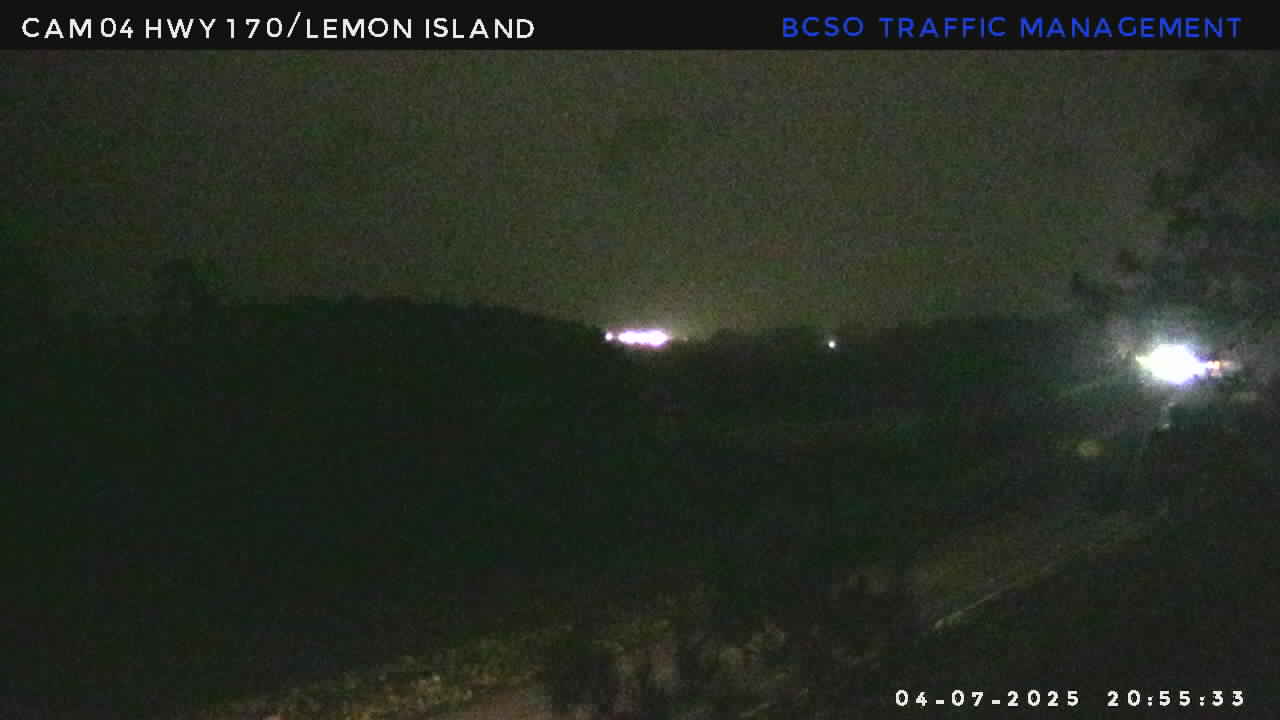 CAM04 HWY 170/LEMON ISLAND
BCSO TRAFFIC MANAGEMENT
04-07-2025 20:55:33